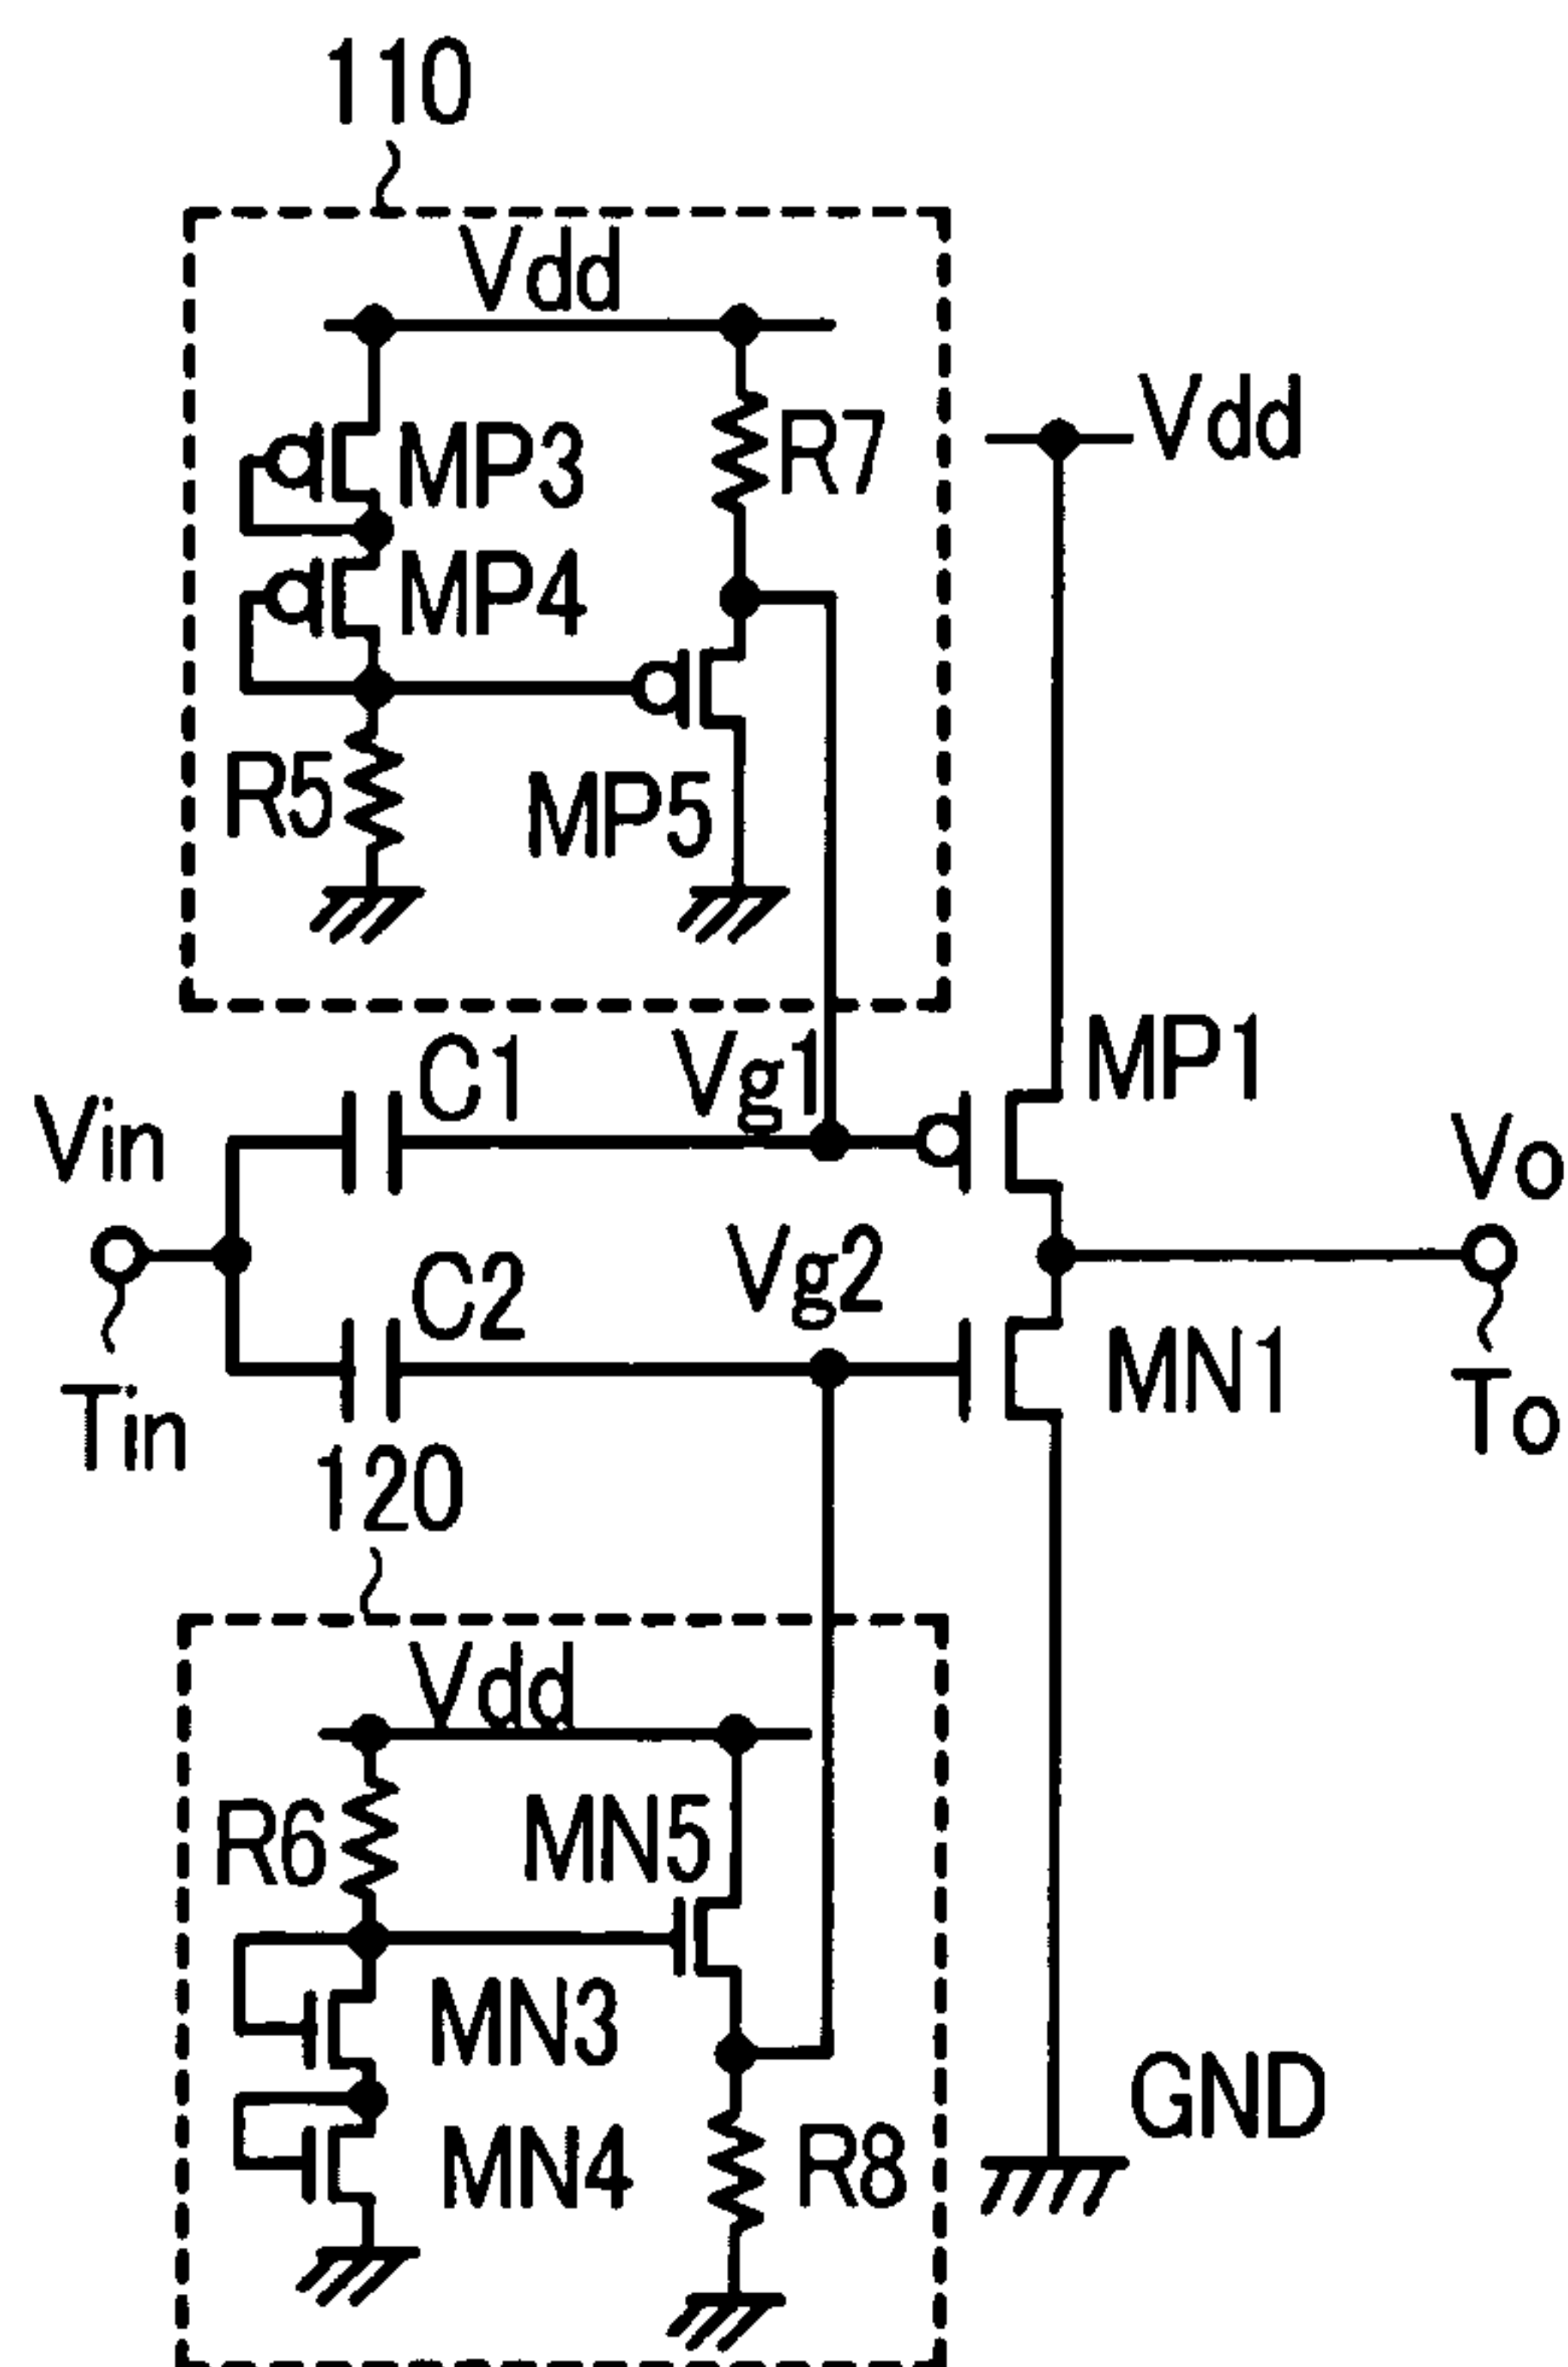 110
Vdd
MP3
R7
Vdd
MP4
R5
MP5
C1
Vg1
MP1
Vin
Vo
C2
Vg2
MN1
Tin
To
120
Vdd
R6
MN5
MN3
GND
MN4
R8